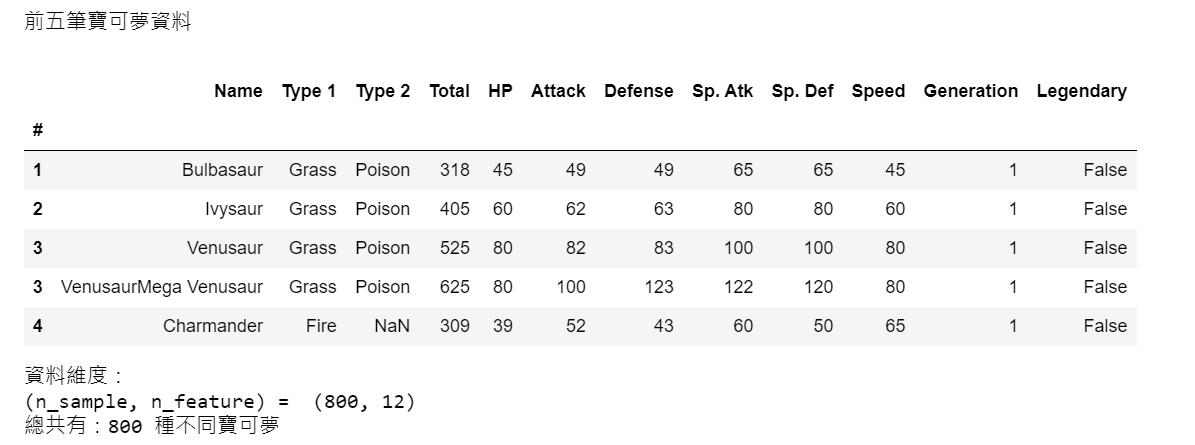 前五筆寶可夢資料
Name Type 1 Type 2 Total HP Attack Defense Sp. Atk Sp. Def Speed Generation Legendary
#
1 Bulbasaur Grass Poison 318 45 49 49 65 65 45 1 False
2 Ivysaur Grass Poison 405 60 62 63 80 80 60 1 False
3 Venusaur Grass Poison 525 80 82 83 100 100 80 1 False
3 VenusaurMega Venusaur Grass Poison 625 80 100 123 122 120 80 1 False
4 Charmander Fire NaN 309 39 52 43 60 50 65 1 False
資料維度：
(n_sample, n_feature) =  (800, 12)
總共有：800 種不同寶可夢